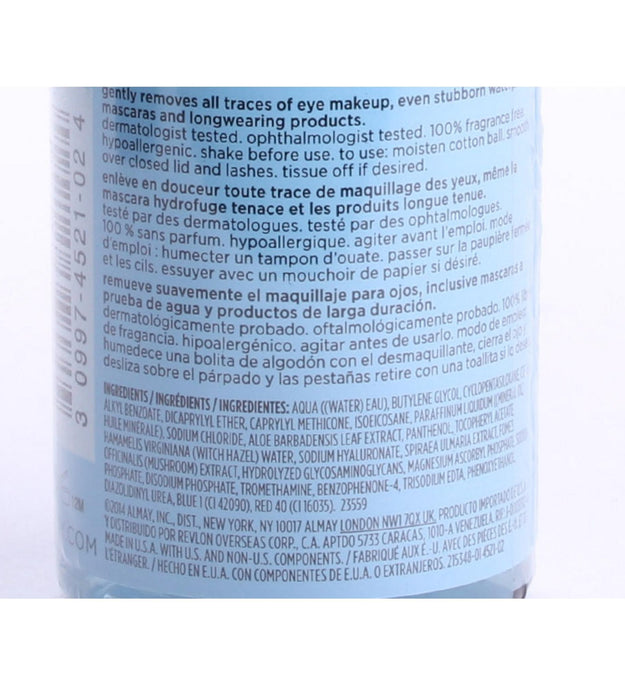 gently removes all traces of eye makeup, even stubborn
mascaras and longwearing products.
dermatologist tested. ophthalmologist tested. 100% fragrance free.
hypoallergenic. shake before use. to use: moisten cotton ball. smooth
over closed lid and lashes. tissue off if desired.
enlève en douceur toute trace de maquillage des yeux, même le
mascara hydrofuge tenace et les produits longue tenue.
testé par des dermatologues. testé par des ophtalmologues.
100 % sans parfum. hypoallergique. agiter avant l'emploi. mode
d'emploi : humecter un tampon d'ouate. passer sur la paupière fermée
et les cils. essuyer avec un mouchoir de papier si désiré.
remueve suavemente el maquillaje para ojos, inclusive mascaras a
prueba de agua y productos de larga duración.
dermatológicamente probado. oftalmológicamente probado. 100%
de fragancia. hipoalergénico. agitar antes de usarlo. modo de empleo
humedece una bolita de algodón con el desmaquillante, cierra el ojo y
desliza sobre el párpado y las pestañas retire con una toallita si lo
INGREDIENTS / INGRÉDIENTS / INGREDIENTES: AQUA ((WATER) EAU), BUTYLENE GLYCOL, CYCLOPENTASILOXANE,
ALKYL BENZOATE, DICAPRYLYL ETHER, CAPRYLYL METHICONE, ISOEICOSANE, PARAFFINUM LIQUIDUM ((MINERAL OIL)
HUILE MINÉRALE), SODIUM CHLORIDE, ALOE BARBADENSIS LEAF EXTRACT, PANTHENOL, TOCOPHERYL ACETATE,
HAMAMELIS VIRGINIANA (WITCH HAZEL) WATER, SODIUM HYALURONATE, SPIRAEA ULMARIA EXTRACT, FOMES
OFFICINALIS (MUSHROOM) EXTRACT, HYDROLYZED GLYCOSAMINOGLYCANS, MAGNESIUM ASCORBYL PHOSPHATE, SODIUM
PHOSPHATE, DISODIUM PHOSPHATE, TROMETHAMINE, BENZOPHENONE-4, TRISODIUM EDTA, PHENOXYETHANOL,
DIAZOLIDINYL UREA, BLUE 1 (CI 42090), RED 40 (CI 16035). 23559
©2014 ALMAY, INC., DIST., NEW YORK, NY 10017 ALMAY LONDON NW1 7QX UK. PRODUCTO IMPORTADO
Y DISTRIBUIDO POR REVLON OVERSEAS CORP., C.A. APTDO 5733 CARACAS, 1010-A VENEZUELA.
MADE IN U.S.A. WITH U.S. AND NON-U.S. COMPONENTS. / FABRIQUÉ AUX É.-U. AVEC DES PIÈCES DES É.-U. ET DE
L'ÉTRANGER. / HECHO EN E.U.A. CON COMPONENTES DE E.U.A. O EXTRANJEROS. 215348-01 4521-02
3 0997-4521-02 4
12M
.COM